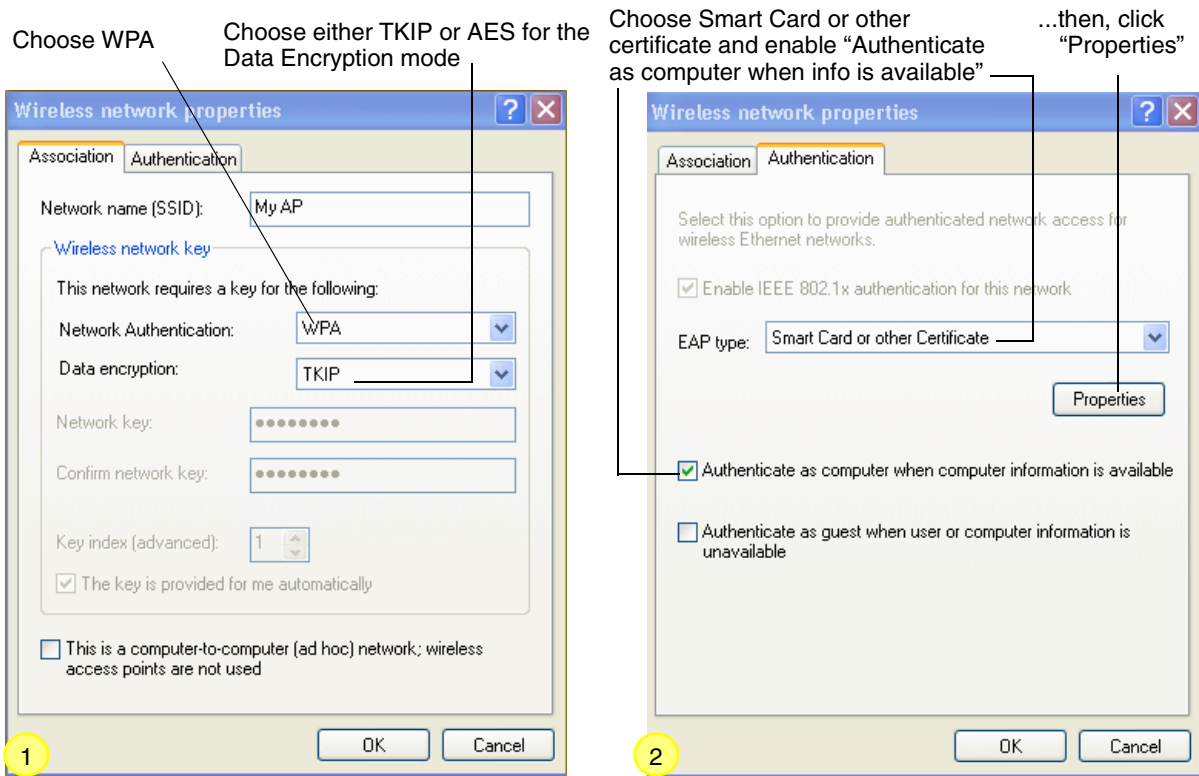 Choose WPA
Choose either TKIP or AES for the
Data Encryption mode
Choose Smart Card or other
certificate and enable “Authenticate
as computer when info is available”
...then, click
“Properties”
Wireless network properties
Association
Authentication
Network name (SSID):
My AP
Wireless network key
This network requires a key for the following:
Network Authentication:
WPA
Data encryption:
TKIP
Network key:
Confirm network key:
Key index (advanced):
1
The key is provided for me automatically
This is a computer-to-computer (ad hoc) network; wireless
access points are not used
OK
Cancel
1
Wireless network properties
Association
Authentication
Select this option to provide authenticated network access for
wireless Ethernet networks.
Enable IEEE 802.1x authentication for this network
EAP type:
Smart Card or other Certificate
Properties
Authenticate as computer when computer information is available
Authenticate as guest when user or computer information is
unavailable
OK
Cancel
2